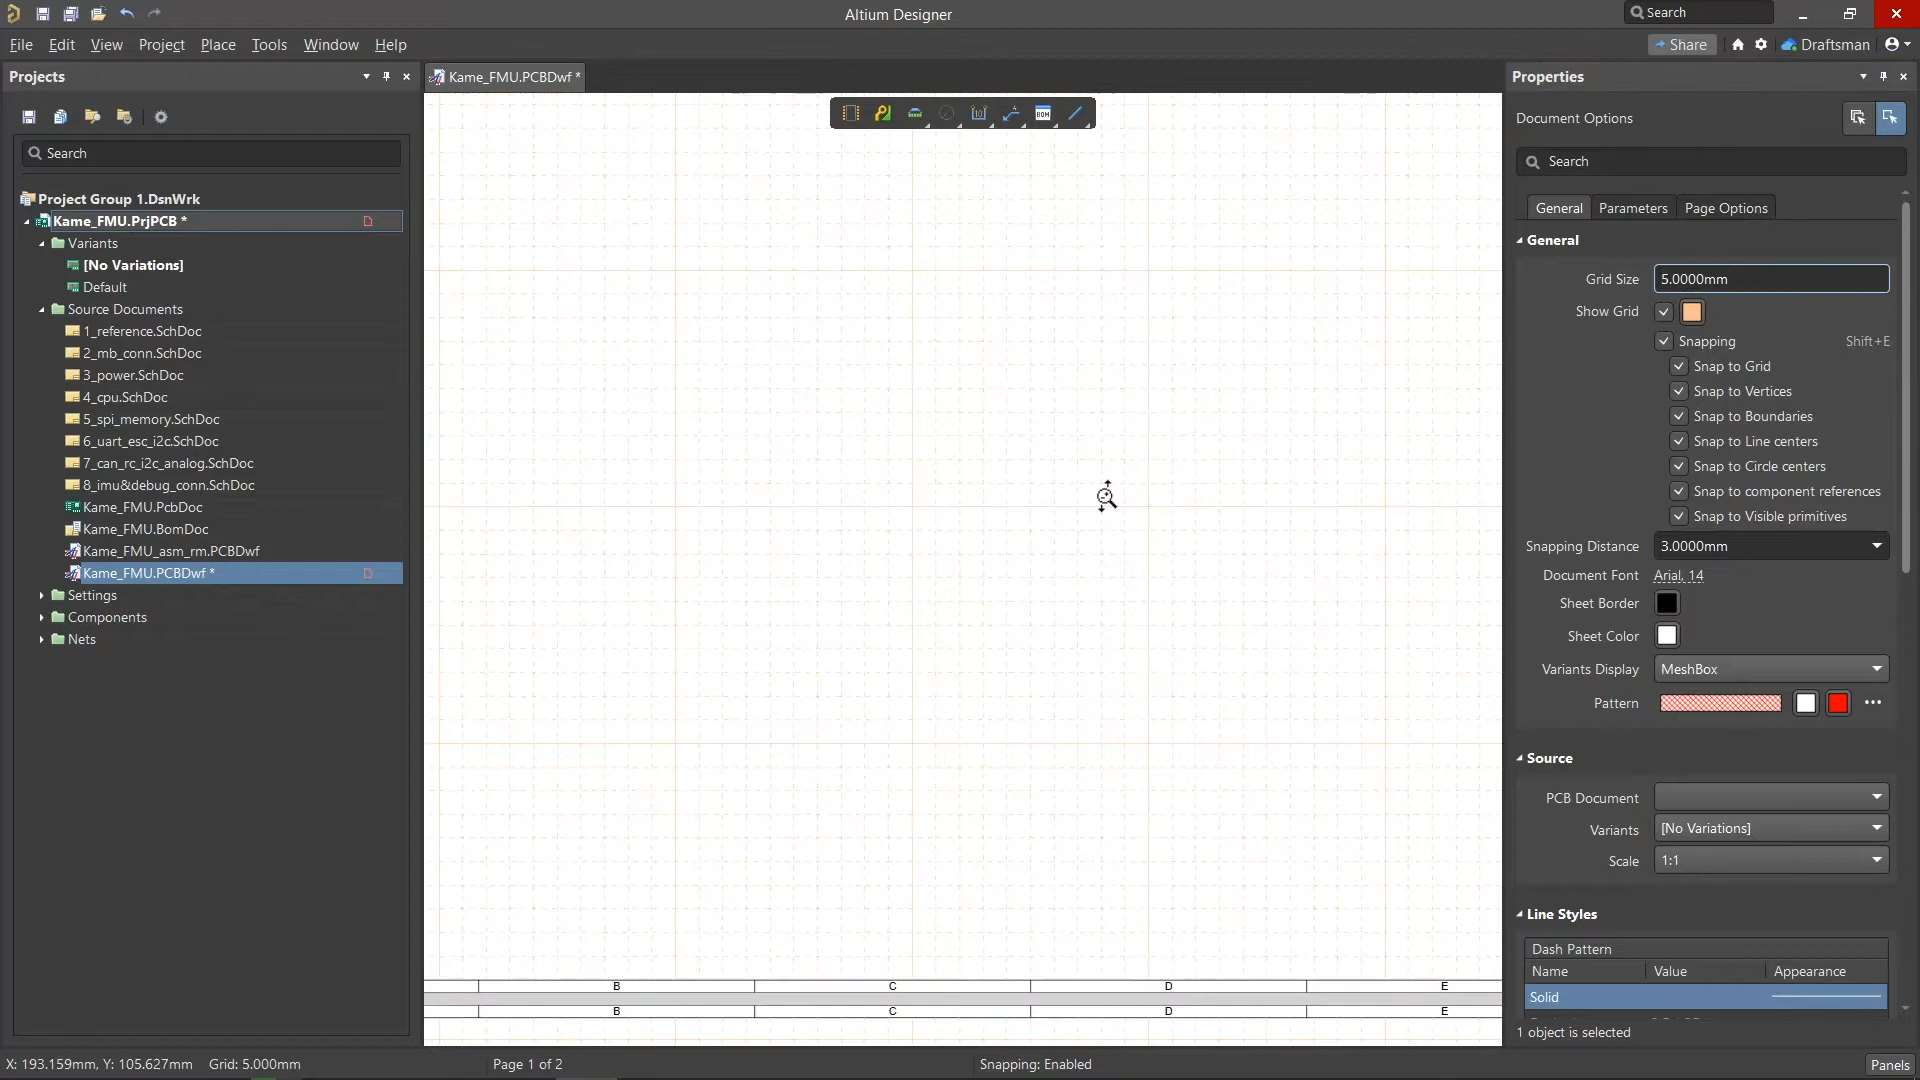 Altium Designer
Search
File Edit View Project Place Tools Window Help
Share
Draftsman
Projects
Kame_FMU.PCBDwf *
Properties
BOM
Document Options
Search
Search
Project Group 1.DsnWrk
Kame_FMU.PrjPCB *
Variants
[No Variations]
Default
Source Documents
1_reference.SchDoc
2_mb_conn.SchDoc
3_power.SchDoc
4_cpu.SchDoc
5_spi_memory.SchDoc
6_uart_esc_i2c.SchDoc
7_can_rc_i2c_analog.SchDoc
8_imu&debug_conn.SchDoc
Kame_FMU.PcbDoc
Kame_FMU.BomDoc
Kame_FMU_asm_rm.PCBDwf
Kame_FMU.PCBDwf *
Settings
Components
Nets
General Parameters Page Options
General
Grid Size 5.0000mm
Show Grid
Snapping Shift+E
Snap to Grid
Snap to Vertices
Snap to Boundaries
Snap to Line centers
Snap to Circle centers
Snap to component references
Snap to Visible primitives
Snapping Distance 3.0000mm
Document Font Arial, 14
Sheet Border
Sheet Color
Variants Display MeshBox
Pattern
Source
PCB Document
Variants [No Variations]
Scale 1:1
Line Styles
Dash Pattern
Name Value Appearance
Solid
1 object is selected
B C D E
B C D E
X: 193.159mm, Y: 105.627mm Grid: 5.000mm
Page 1 of 2
Snapping: Enabled
Panels